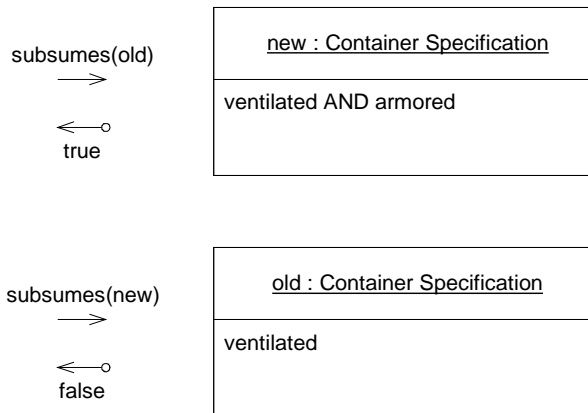 subsumes(old)
true
new : Container Specification
ventilated AND armored
subsumes(new)
false
old : Container Specification
ventilated